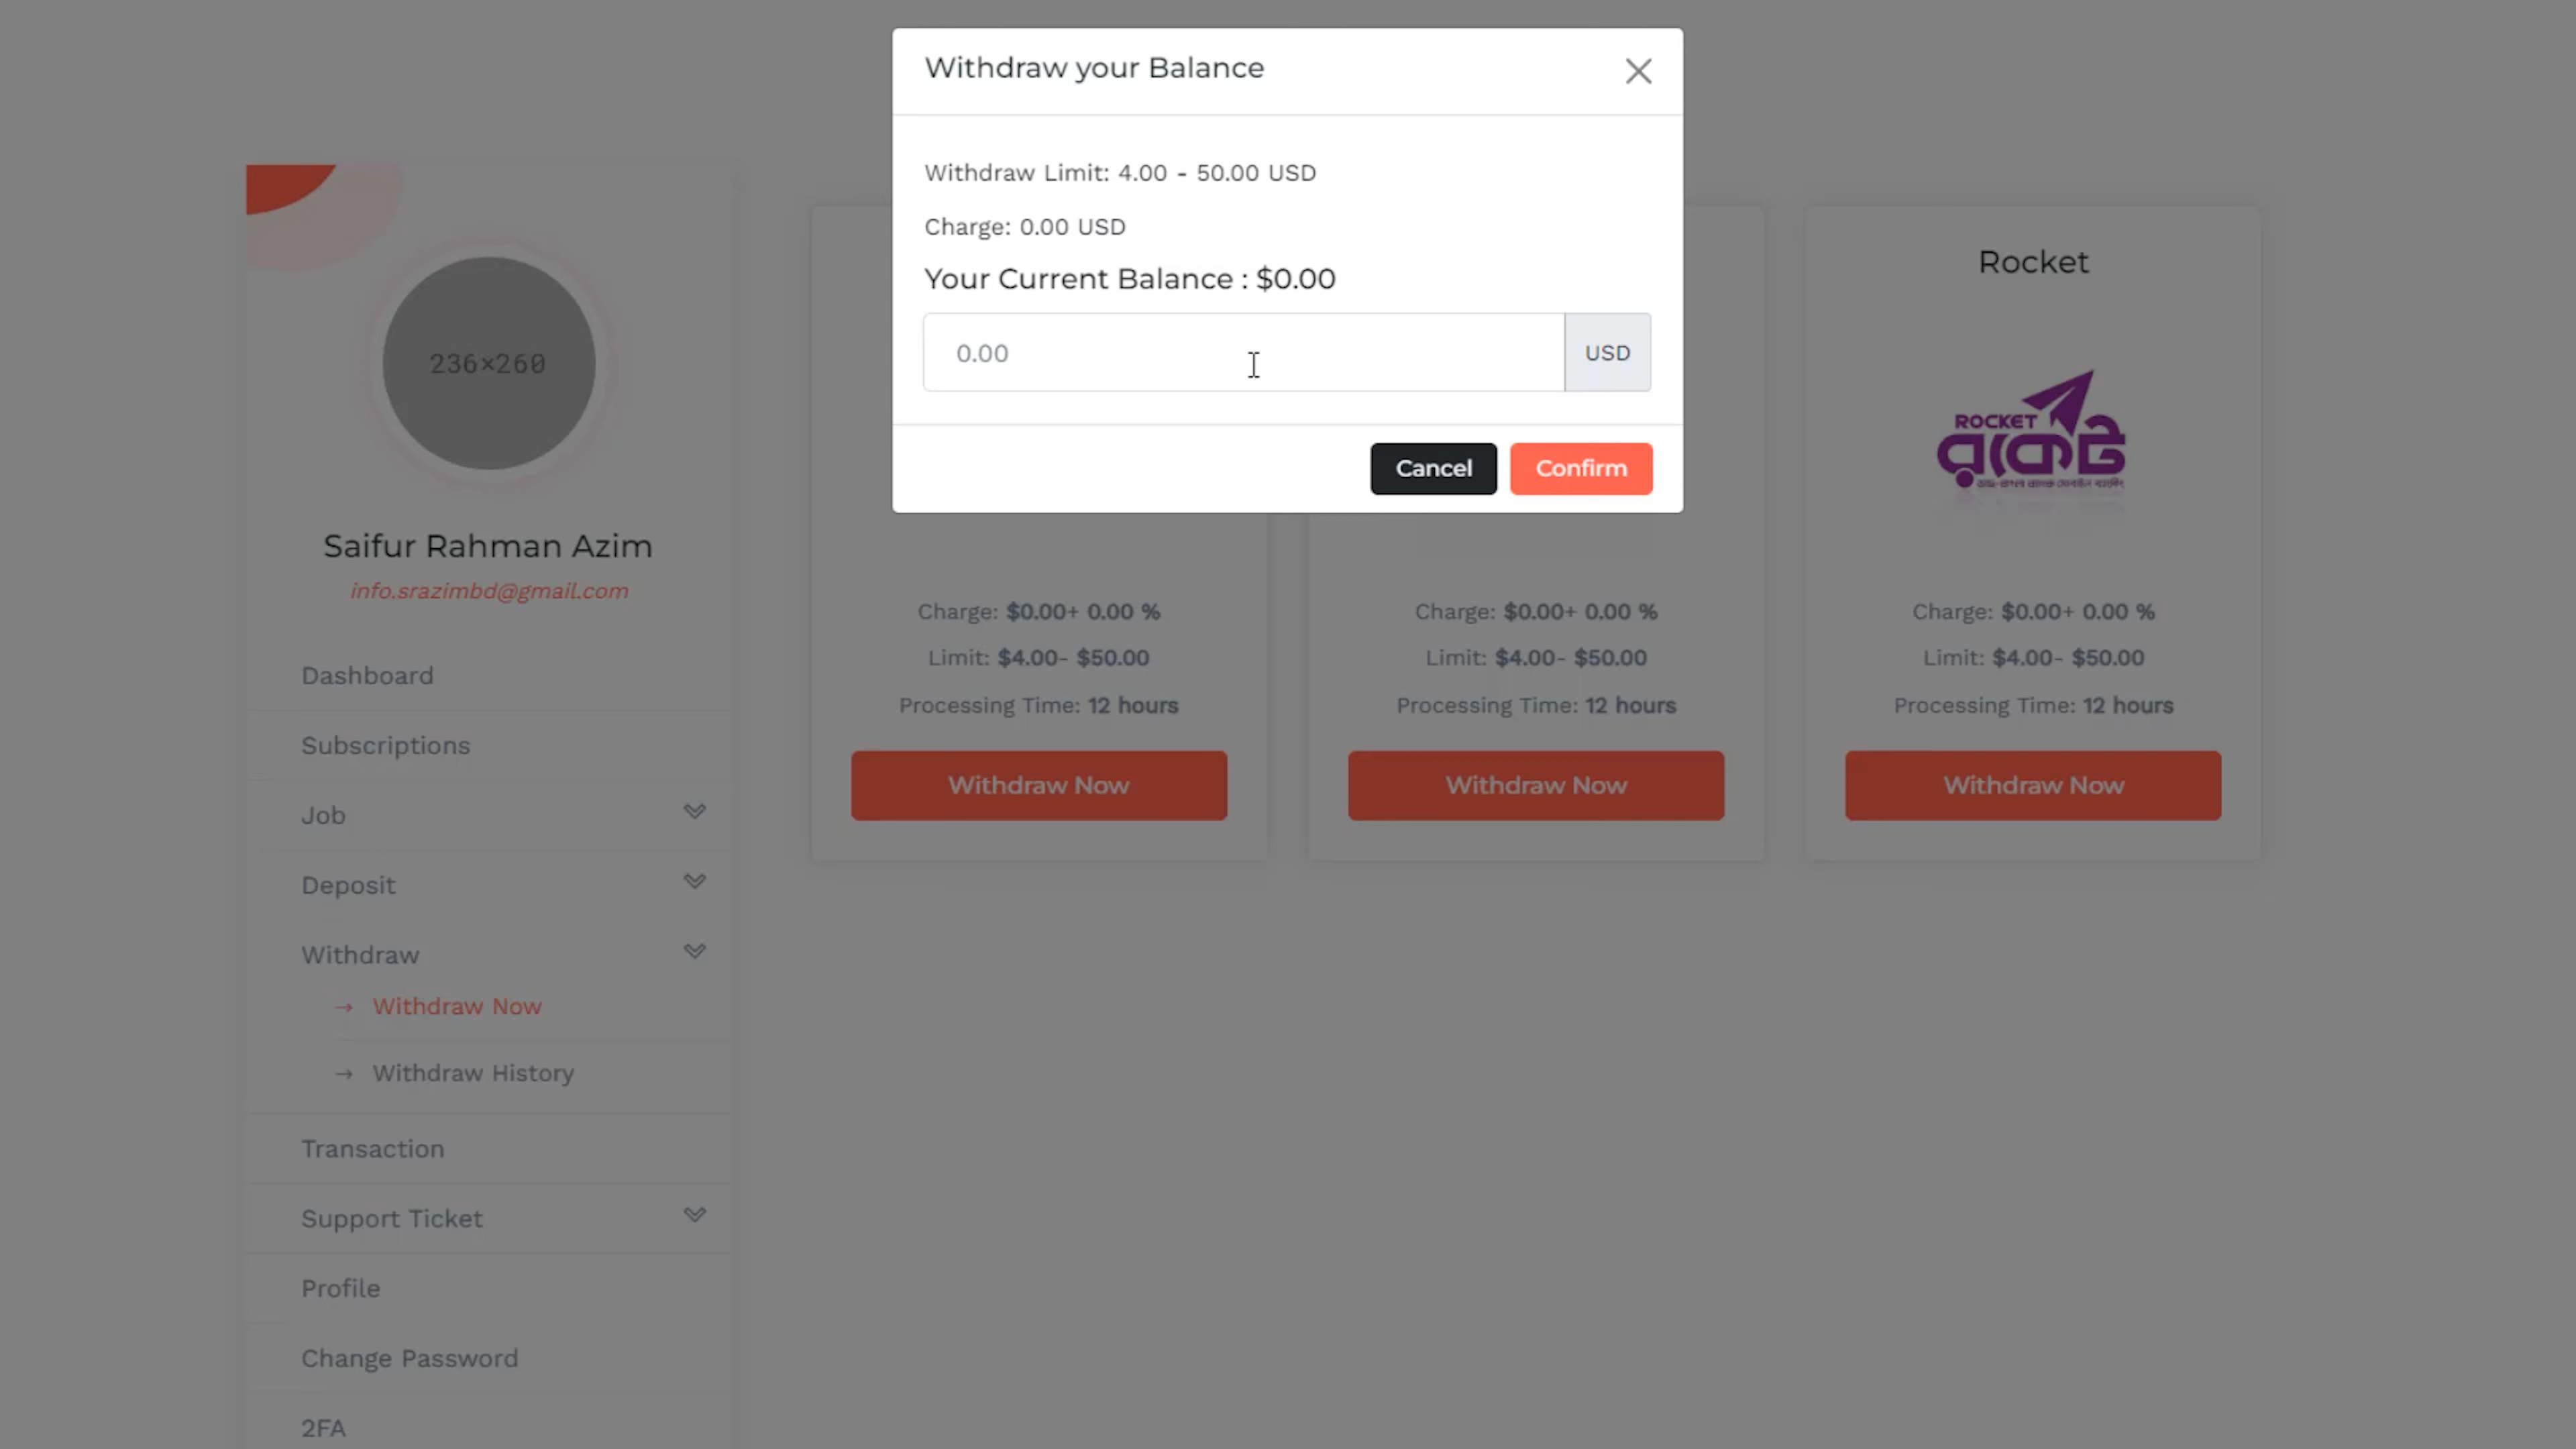 Withdraw your Balance
Withdraw Limit: 4.00 - 50.00 USD
Charge: 0.00 USD
Your Current Balance : $0.00
0.00
USD
Cancel
Confirm
236×260
Saifur Rahman Azim
info.srazimbd@gmail.com
Dashboard
Subscriptions
Job
Deposit
Withdraw
→ Withdraw Now
→ Withdraw History
Transaction
Support Ticket
Profile
Change Password
2FA
Charge: $0.00+ 0.00 %
Limit: $4.00- $50.00
Processing Time: 12 hours
Withdraw Now
Charge: $0.00+ 0.00 %
Limit: $4.00- $50.00
Processing Time: 12 hours
Withdraw Now
Rocket
ROCKET
রকেট
Charge: $0.00+ 0.00 %
Limit: $4.00- $50.00
Processing Time: 12 hours
Withdraw Now